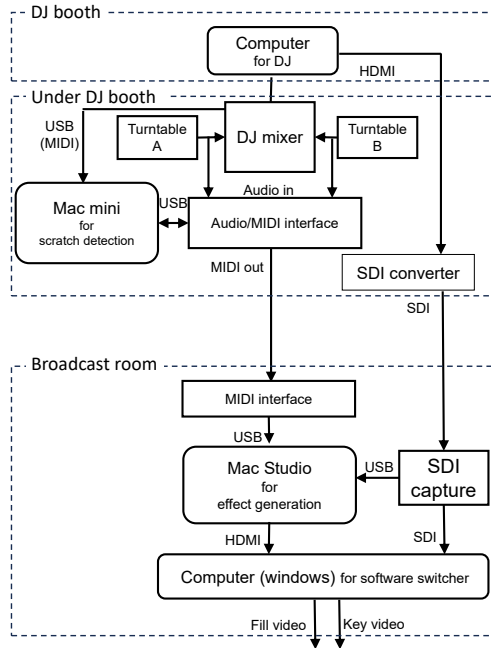 DJ booth
Computer
for DJ
HDMI
Under DJ booth
USB
(MIDI)
Turntable
A
DJ mixer
Turntable
B
Audio in
Mac mini
for
scratch detection
USB
Audio/MIDI interface
MIDI out
SDI converter
SDI
Broadcast room
MIDI interface
USB
Mac Studio
for
effect generation
USB
SDI
capture
HDMI
SDI
Computer (windows) for software switcher
Fill video
Key video